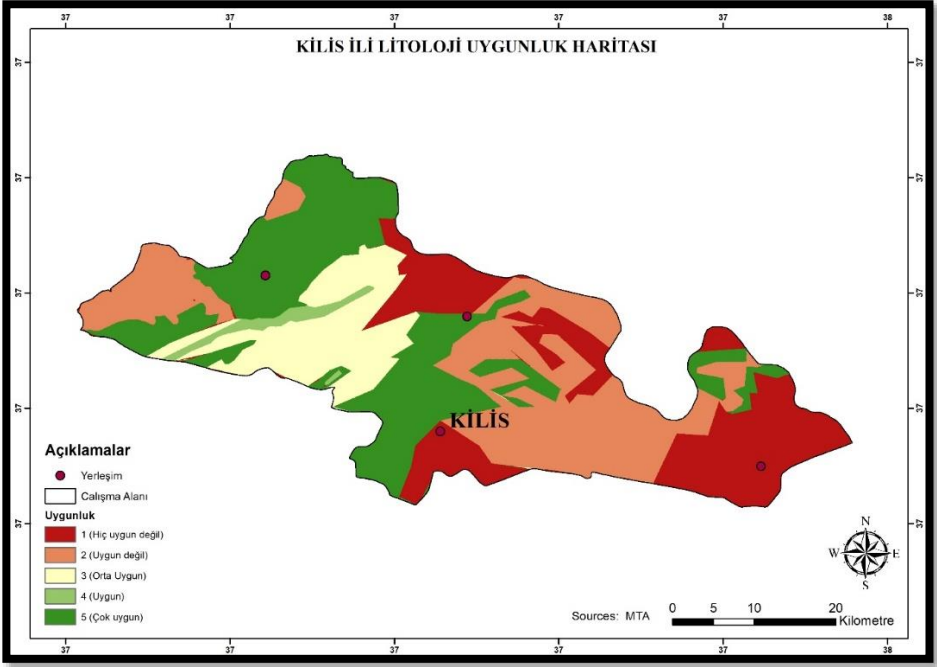 37 37 37 37 37 38
KİLİS İLİ LİTOLOJİ UYGUNLUK HARİTASI
37 37
37 37
37 37
37 37
KİLİS
Açıklamalar
Yerleşim
Calışma Alanı
Uygunluk
37 37
1 (Hiç uygun değil)
2 (Uygun değil)
3 (Orta Uygun)
4 (Uygun)
5 (Çok uygun)
N
W E
S
Sources: MTA
0 5 10 20
Kilometre
37 37 37 37 37 38